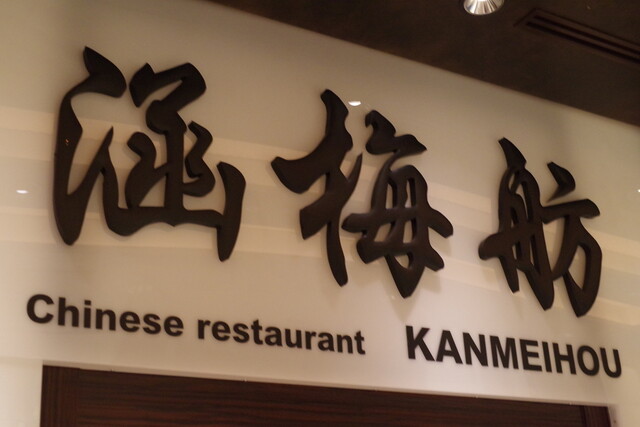 涵梅舫
Chinese restaurant KANMEIHOU